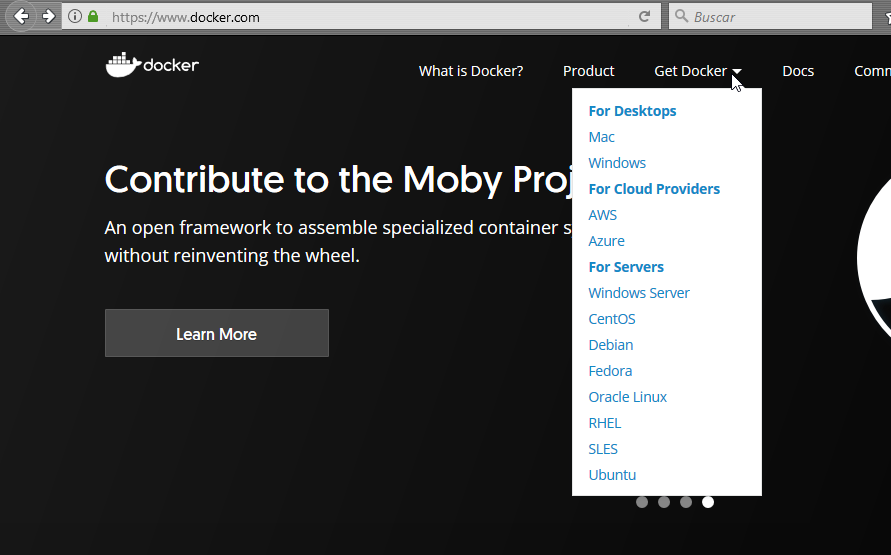 https://www.docker.com
Buscar
docker
What is Docker?
Product
Get Docker
Docs
Comm
For Desktops
Mac
Windows
For Cloud Providers
AWS
Azure
For Servers
Windows Server
CentOS
Debian
Fedora
Oracle Linux
RHEL
SLES
Ubuntu
Contribute to the Moby Proj
An open framework to assemble specialized container s
without reinventing the wheel.
Learn More